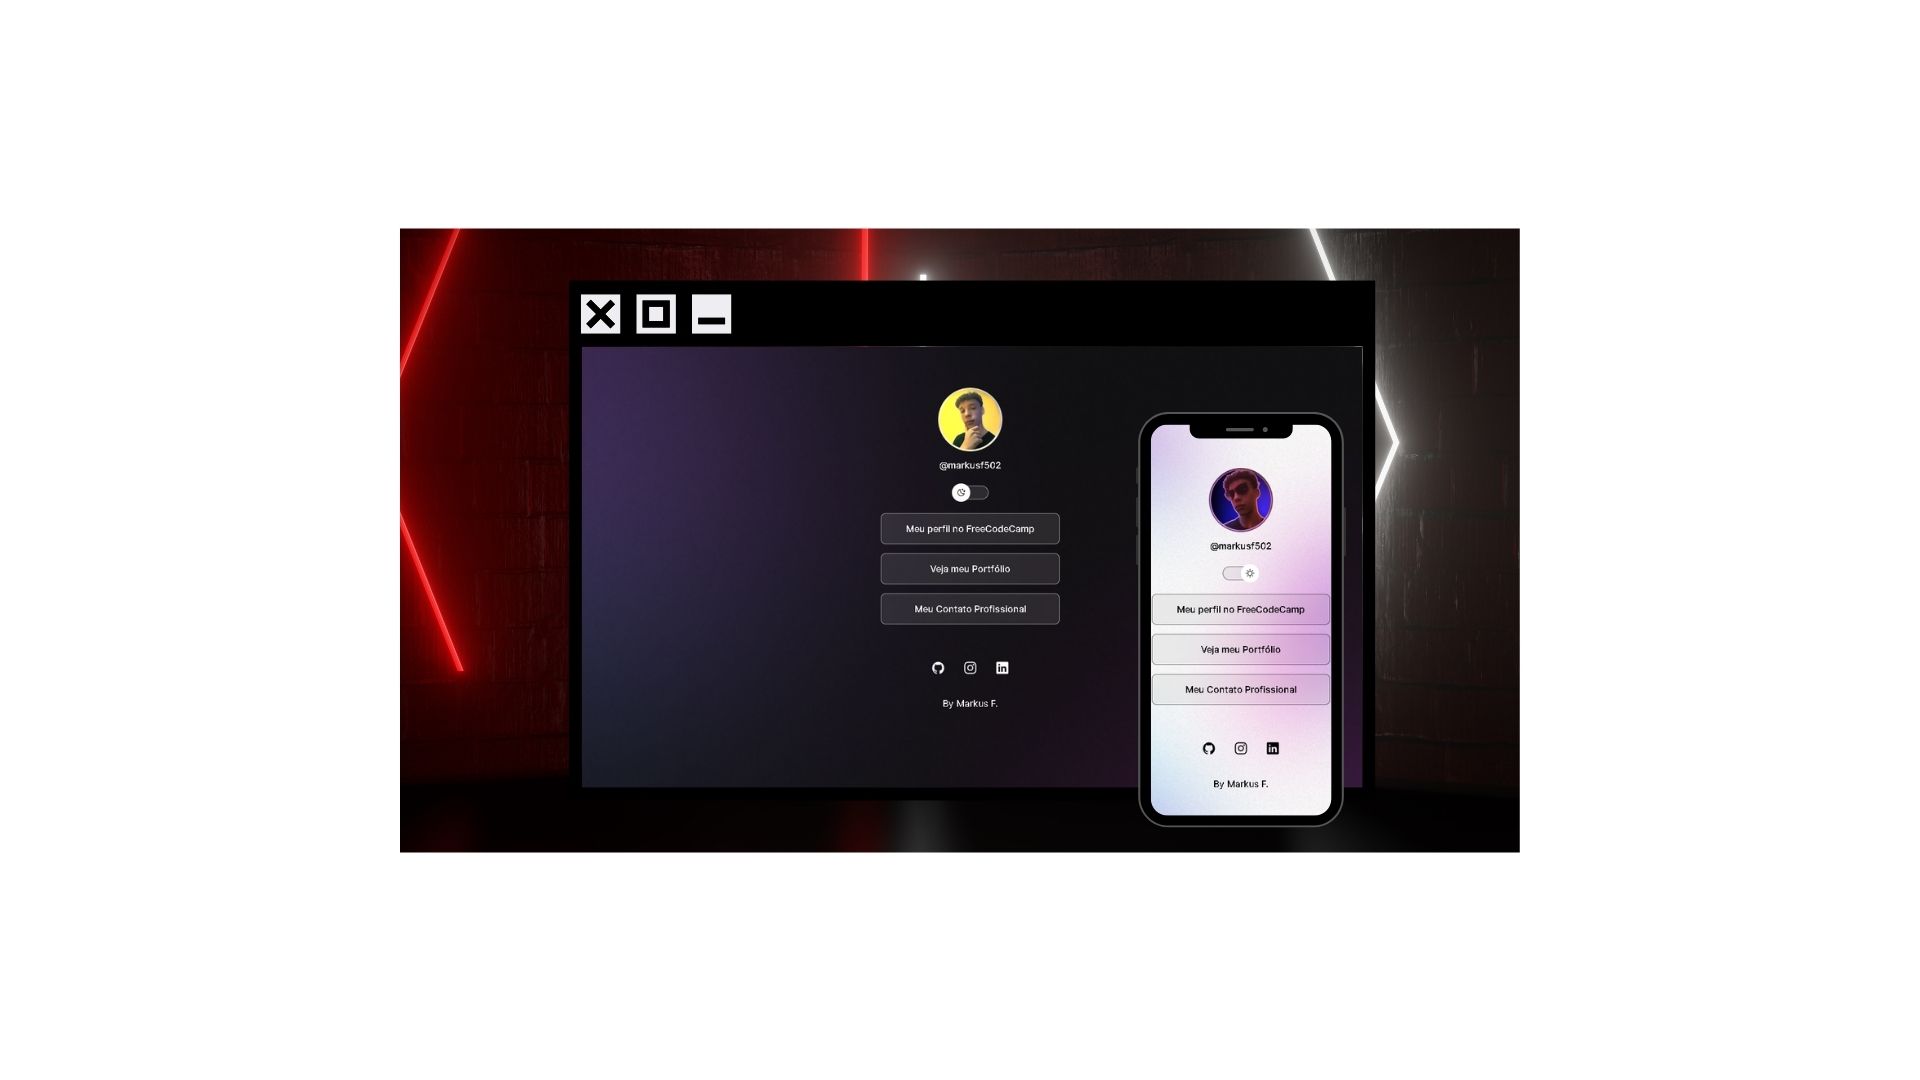 @markusf502
Meu perfil no FreeCodeCamp
Veja meu Portfólio
Meu Contato Profissional
By Markus F.
@markusf502
Meu perfil no FreeCodeCamp
Veja meu Portfólio
Meu Contato Profissional
By Markus F.